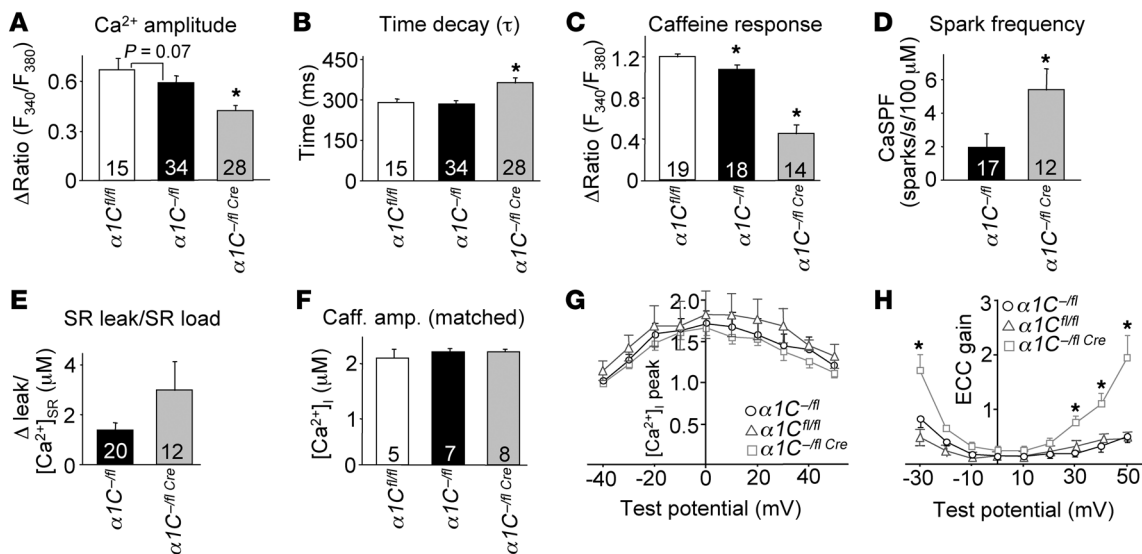 A
Ca²⁺ amplitude
P = 0.07
ΔRatio (F₃₄₀/F₃₈₀)
0.6
0.3
0
15
34
28
α1C^fl/fl
α1C^−/fl
α1C^−/fl Cre
*
B
Time decay (τ)
Time (ms)
450
300
150
0
15
34
28
*
α1C^fl/fl
α1C^−/fl
α1C^−/fl Cre
C
Caffeine response
ΔRatio (F₃₄₀/F₃₈₀)
1.2
0.8
0.4
0
19
18
14
*
*
α1C^fl/fl
α1C^−/fl
α1C^−/fl Cre
D
Spark frequency
CaSPF
(sparks/s/100 μM)
8
6
4
2
0
17
12
*
α1C^−/fl
α1C^−/fl Cre
E
SR leak/SR load
Δ leak/
[Ca²⁺]SR (μM)
4
2
0
20
12
α1C^−/fl
α1C^−/fl Cre
F
Caff. amp. (matched)
[Ca²⁺]I (μM)
2
1
0
5
7
8
α1C^fl/fl
α1C^−/fl
α1C^−/fl Cre
G
[Ca²⁺]I peak
2.0
1.5
1.0
0.5
α1C^−/fl
α1C^fl/fl
α1C^−/fl Cre
-40 -20 0 20 40
Test potential (mV)
H
ECC gain
3
2
1
α1C^−/fl
α1C^fl/fl
α1C^−/fl Cre
*
*
*
*
-30 -10 10 30 50
Test potential (mV)